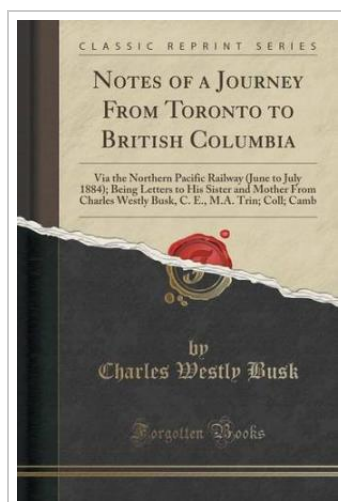 CLASSIC REPRINT SERIES
NOTES OF A JOURNEY
FROM TORONTO TO
BRITISH COLUMBIA
Via the Northern Pacific Railway (June to July
1884); Being Letters to His Sister and Mother From
Charles Westly Busk, C. E., M.A. Trin; Coll; Camb
by
Charles Westly Busk
Forgotten Books